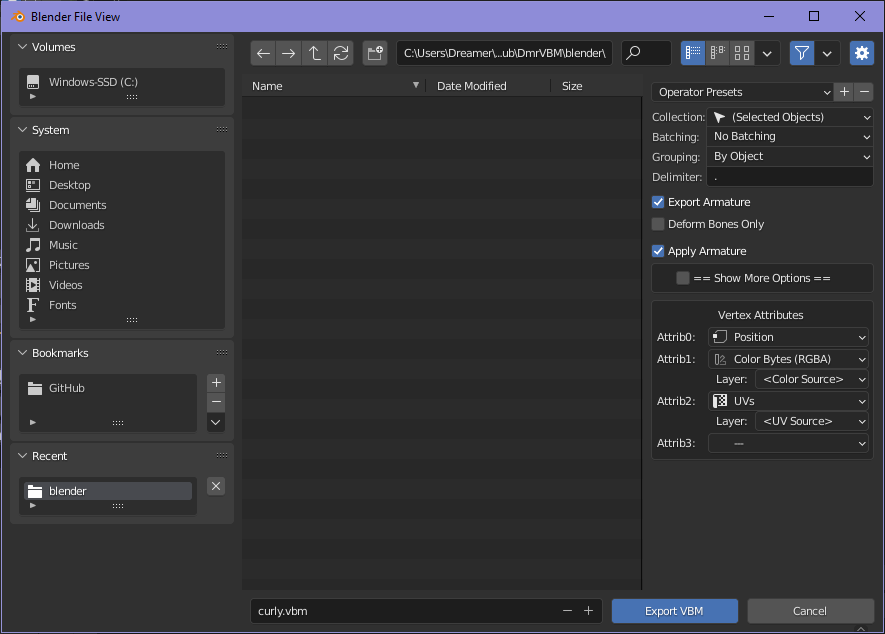 Blender File View
Volumes
Windows-SSD (C:)
System
Home
Desktop
Documents
Downloads
Music
Pictures
Videos
Fonts
Bookmarks
GitHub
Recent
blender
C:\Users\Dreamer\...ub\DmrVBM\blender\
Name Date Modified Size
curly.vbm
Operator Presets
Collection: (Selected Objects)
Batching: No Batching
Grouping: By Object
Delimiter: .
Export Armature
Deform Bones Only
Apply Armature
== Show More Options ==
Vertex Attributes
Attrib0: Position
Attrib1: Color Bytes (RGBA)
Layer: <Color Source>
Attrib2: UVs
Layer: <UV Source>
Attrib3: ---
Export VBM Cancel